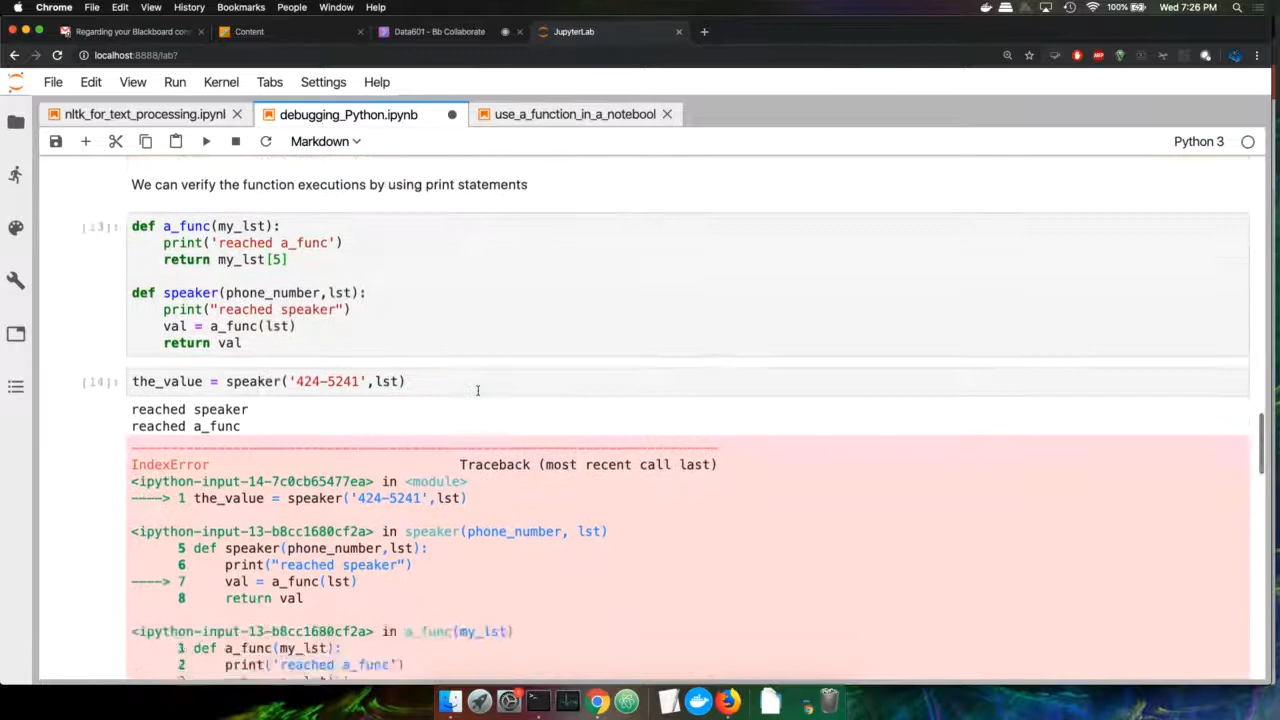 Chrome File Edit View History Bookmarks People Window Help 100% Wed 7:26 PM
Regarding your Blackboard con Content Data601 - Bb Collaborate JupyterLab
localhost:8888/lab?
File Edit View Run Kernel Tabs Settings Help
nltk_for_text_processing.ipynl debugging_Python.ipynb use_a_function_in_a_notebool
Markdown Python 3
We can verify the function executions by using print statements
[13]: def a_func(my_lst):
print('reached a_func')
return my_lst[5]
def speaker(phone_number,lst):
print("reached speaker")
val = a_func(lst)
return val
[14]: the_value = speaker('424-5241',lst)
reached speaker
reached a_func
IndexError Traceback (most recent call last)
<ipython-input-14-7c0cb65477ea> in <module>
----> 1 the_value = speaker('424-5241',lst)
<ipython-input-13-b8cc1680cf2a> in speaker(phone_number, lst)
5 def speaker(phone_number,lst):
6 print("reached speaker")
----> 7 val = a_func(lst)
8 return val
<ipython-input-13-b8cc1680cf2a> in a_func(my_lst)
1 def a_func(my_lst):
2 print('reached a_func')